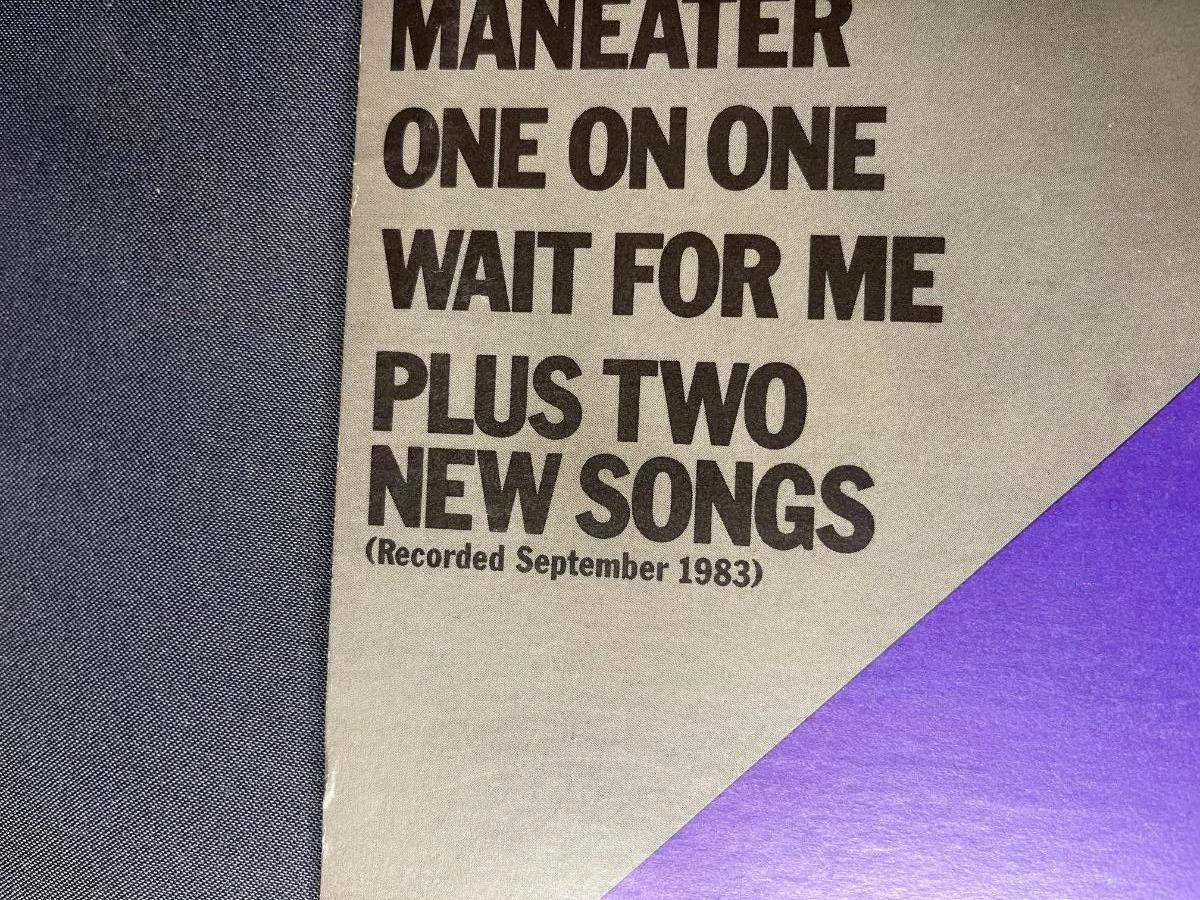 MANEATER
ONE ON ONE
WAIT FOR ME
PLUS TWO
NEW SONGS
(Recorded September 1983)